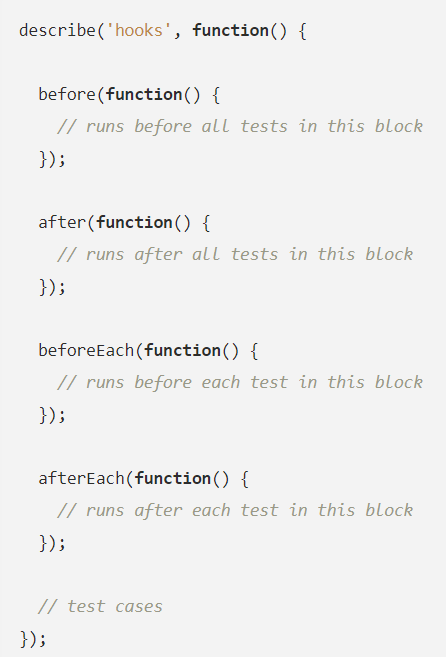 describe('hooks', function() {
before(function() {
// runs before all tests in this block
});
after(function() {
// runs after all tests in this block
});
beforeEach(function() {
// runs before each test in this block
});
afterEach(function() {
// runs after each test in this block
});
// test cases
});